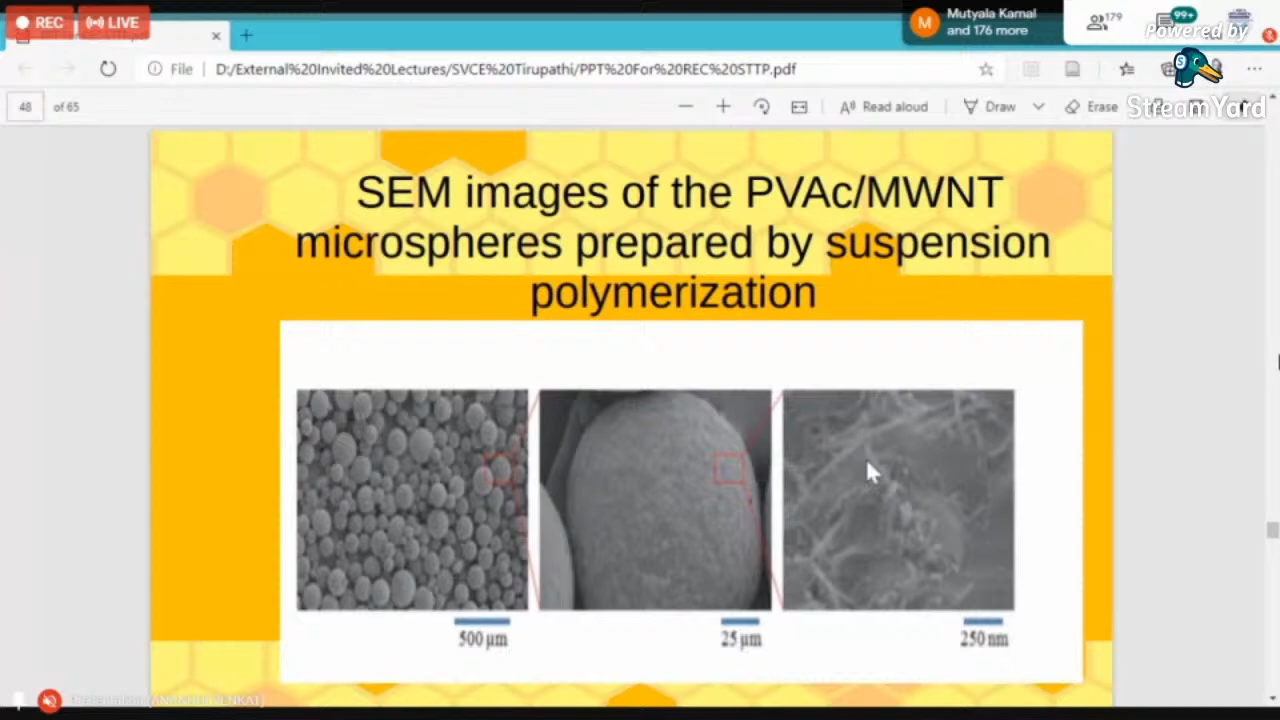 REC
LIVE
Mutyala Kamal
and 176 more
179
99+
Powered by
StreamYard
File
D:/External%20Invited%20Lectures/SVCE%20Tirupathi/PPT%20For%20REC%20STTP.pdf
48 of 65
Read aloud
Draw
Erase
SEM images of the PVAc/MWNT
microspheres prepared by suspension
polymerization
500 µm
25 µm
250 nm